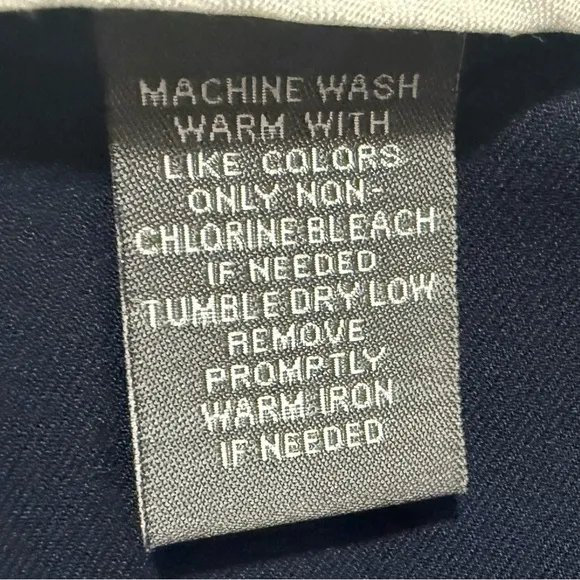 MACHINE WASH
WARM WITH
LIKE COLORS
ONLY NON-
CHLORINE BLEACH
IF NEEDED
TUMBLE DRY LOW
REMOVE
PROMPTLY
WARM IRON
IF NEEDED